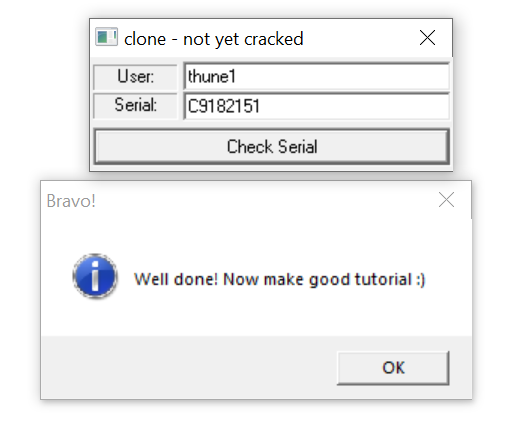 clone - not yet cracked
User: thune1
Serial: C9182151
Check Serial
Bravo!
Well done! Now make good tutorial :)
OK